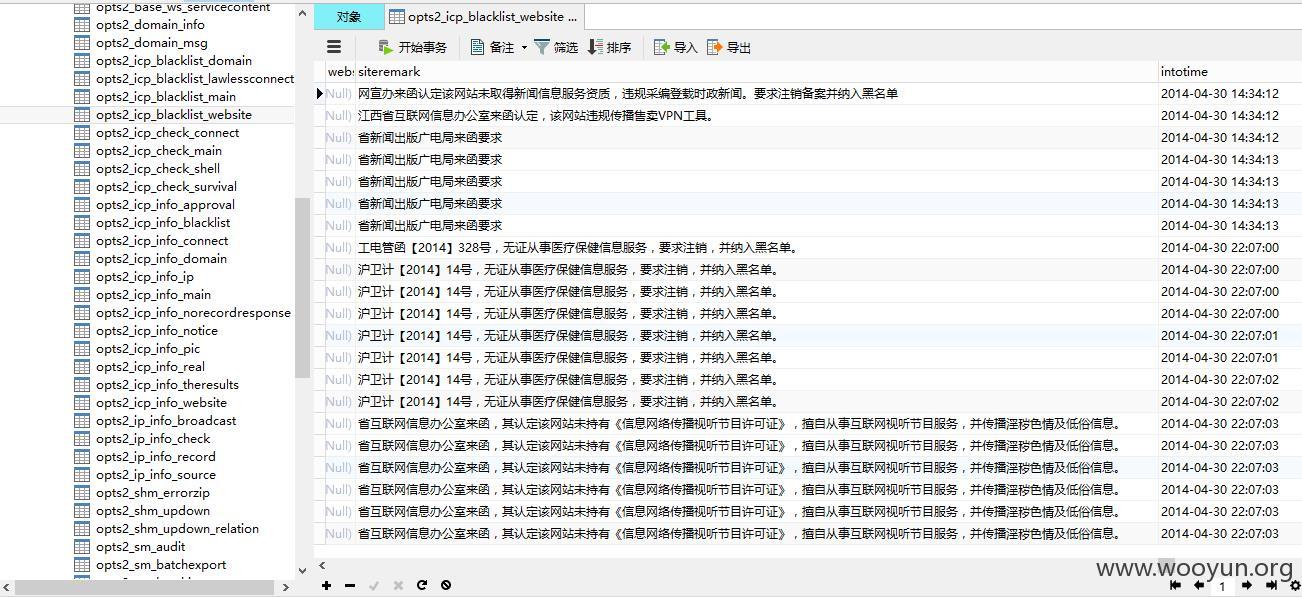 opts2_base_ws_servicecontent
opts2_domain_info
opts2_domain_msg
opts2_icp_blacklist_domain
opts2_icp_blacklist_lawlessconnect
opts2_icp_blacklist_main
opts2_icp_blacklist_website
opts2_icp_check_connect
opts2_icp_check_main
opts2_icp_check_shell
opts2_icp_check_survival
opts2_icp_info_approval
opts2_icp_info_blacklist
opts2_icp_info_connect
opts2_icp_info_domain
opts2_icp_info_ip
opts2_icp_info_main
opts2_icp_info_norecordresponse
opts2_icp_info_notice
opts2_icp_info_pic
opts2_icp_info_real
opts2_icp_info_theresults
opts2_icp_info_website
opts2_ip_info_broadcast
opts2_ip_info_check
opts2_ip_info_record
opts2_ip_info_source
opts2_shm_errorzip
opts2_shm_updown
opts2_shm_updown_relation
opts2_sm_audit
opts2_sm_batchexport
对象 opts2_icp_blacklist_website ...
开始事务 备注 筛选 排序 导入 导出
webs siteremark intotime
Null) 网宣办来函认定该网站未取得新闻信息服务资质，违规采编登载时政新闻。要求注销备案并纳入黑名单 2014-04-30 14:34:12
Null) 江西省互联网信息办公室来函认定，该网站违规传播售卖VPN工具。 2014-04-30 14:34:12
Null) 省新闻出版广电局来函要求 2014-04-30 14:34:12
Null) 省新闻出版广电局来函要求 2014-04-30 14:34:13
Null) 省新闻出版广电局来函要求 2014-04-30 14:34:13
Null) 省新闻出版广电局来函要求 2014-04-30 14:34:13
Null) 省新闻出版广电局来函要求 2014-04-30 14:34:13
Null) 工电管函【2014】328号，无证从事医疗保健信息服务，要求注销，并纳入黑名单。 2014-04-30 22:07:00
Null) 沪卫计【2014】14号，无证从事医疗保健信息服务，要求注销，并纳入黑名单。 2014-04-30 22:07:00
Null) 沪卫计【2014】14号，无证从事医疗保健信息服务，要求注销，并纳入黑名单。 2014-04-30 22:07:00
Null) 沪卫计【2014】14号，无证从事医疗保健信息服务，要求注销，并纳入黑名单。 2014-04-30 22:07:00
Null) 沪卫计【2014】14号，无证从事医疗保健信息服务，要求注销，并纳入黑名单。 2014-04-30 22:07:01
Null) 沪卫计【2014】14号，无证从事医疗保健信息服务，要求注销，并纳入黑名单。 2014-04-30 22:07:01
Null) 沪卫计【2014】14号，无证从事医疗保健信息服务，要求注销，并纳入黑名单。 2014-04-30 22:07:02
Null) 沪卫计【2014】14号，无证从事医疗保健信息服务，要求注销，并纳入黑名单。 2014-04-30 22:07:02
Null) 省互联网信息办公室来函，其认定该网站未持有《信息网络传播视听节目许可证》，擅自从事互联网视听节目服务，并传播淫秽色情及低俗信息。 2014-04-30 22:07:03
Null) 省互联网信息办公室来函，其认定该网站未持有《信息网络传播视听节目许可证》，擅自从事互联网视听节目服务，并传播淫秽色情及低俗信息。 2014-04-30 22:07:03
Null) 省互联网信息办公室来函，其认定该网站未持有《信息网络传播视听节目许可证》，擅自从事互联网视听节目服务，并传播淫秽色情及低俗信息。 2014-04-30 22:07:03
Null) 省互联网信息办公室来函，其认定该网站未持有《信息网络传播视听节目许可证》，擅自从事互联网视听节目服务，并传播淫秽色情及低俗信息。 2014-04-30 22:07:03
Null) 省互联网信息办公室来函，其认定该网站未持有《信息网络传播视听节目许可证》，擅自从事互联网视听节目服务，并传播淫秽色情及低俗信息。 2014-04-30 22:07:03
Null) 省互联网信息办公室来函，其认定该网站未持有《信息网络传播视听节目许可证》，擅自从事互联网视听节目服务，并传播淫秽色情及低俗信息。 2014-04-30 22:07:03
www.wooyun.org
1